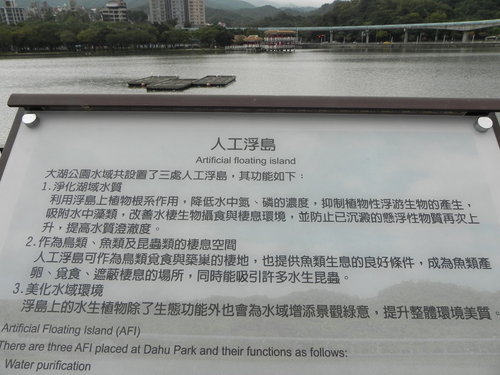 人工浮島
Artificial floating island
大湖公園水域共設置了三處人工浮島，其功能如下：
1.淨化湖域水質
利用浮島上植物根系作用，降低水中氮、磷的濃度，抑制植物性浮游生物的產生，
吸附水中藻類，改善水棲生物攝食與棲息環境，並防止已沉澱的懸浮性物質再次上
升，提高水質澄澈度。
2.作為鳥類、魚類及昆蟲類的棲息空間
人工浮島可作為鳥類覓食與築巢的棲地，也提供魚類生息的良好條件，成為魚類產
卵、覓食、遮蔽棲息的場所，同時能吸引許多水生昆蟲。
3.美化水域環境
浮島上的水生植物除了生態功能外也會為水域增添景觀綠意，提升整體環境美質。
Artificial Floating Island (AFI)
There are three AFI placed at Dahu Park and their functions as follows:
Water purification